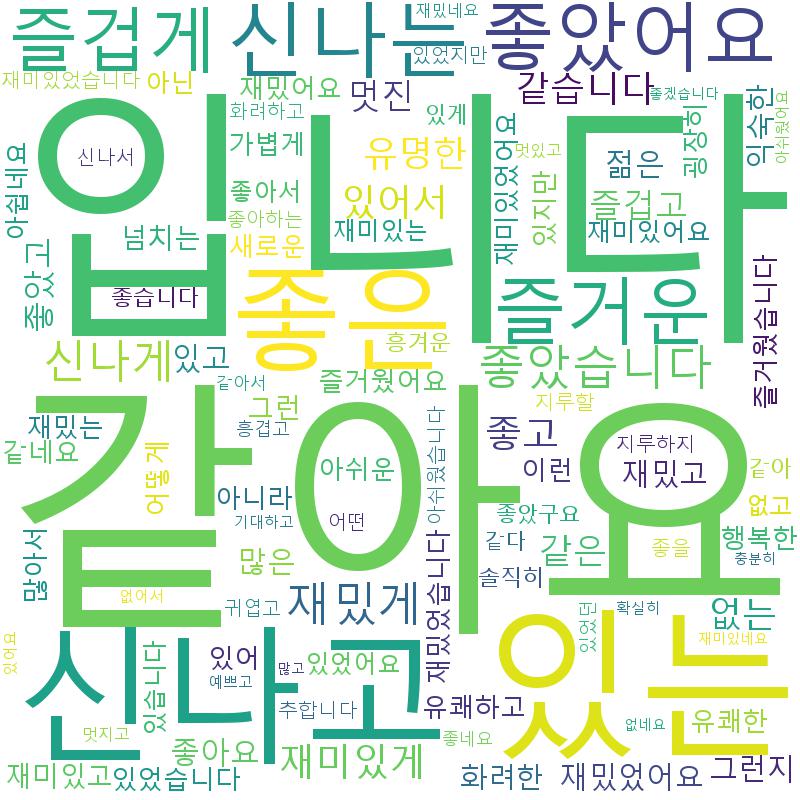 즐겁게
신나는
좋았어요
재밌네요
있었지만
재미있었습니다
아닌
재밌어요
멋진
같습니다
좋겠습니다
화려하고
있게
입니다
신나서
가볍게
유명한
젊은
굉장히
익숙한
아쉬웠어요
멋있고
재미있었어요
아쉽네요
좋아서
있어서
있지만
즐겁고
좋아하는
재미있는
재미있어요
넘치는
새로운
좋았고
좋습니다
좋은
즐거운
즐거웠습니다
흥겨운
신나게
있고
좋았습니다
같아서
즐거웠어요
그런
지루할
같아요
재밌는
흥겹고
아쉬웠습니다
좋고
지루하지
같네요
어떻게
아쉬운
이런
재밌고
같아
아니라
없고
기대하고
어떤
좋았구요
많아서
많은
같다
같은
좋을
행복한
충분히
솔직히
없어서
귀엽고
재밌게
재밌었습니다
있었던
확실히
없는
신나고
있는
있어요
있습니다
있어
많고
있었어요
재미있네요
예쁘고
추합니다
유쾌하고
없네요
유쾌한
멋지고
좋아요
좋네요
재미있게
재미있고
있었습니다
화려한
재밌었어요
그런지